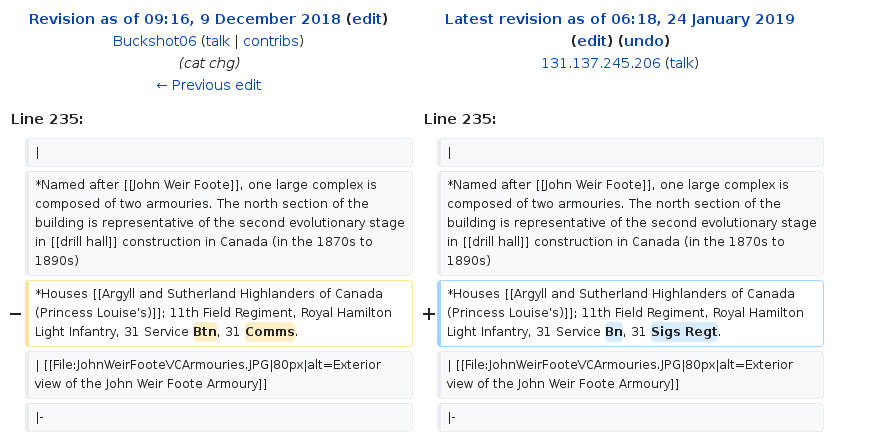 Revision as of 09:16, 9 December 2018 (edit)
Buckshot06 (talk | contribs)
(cat chg)
← Previous edit
Latest revision as of 06:18, 24 January 2019
(edit) (undo)
131.137.245.206 (talk)
Line 235:
Line 235:
|
|
*Named after [[John Weir Foote]], one large complex is
composed of two armouries. The north section of the
building is representative of the second evolutionary stage
in [[drill hall]] construction in Canada (in the 1870s to
1890s)
*Named after [[John Weir Foote]], one large complex is
composed of two armouries. The north section of the
building is representative of the second evolutionary stage
in [[drill hall]] construction in Canada (in the 1870s to
1890s)
−
*Houses [[Argyll and Sutherland Highlanders of Canada
(Princess Louise's)]]; 11th Field Regiment, Royal Hamilton
Light Infantry, 31 Service Btn, 31 Comms.
+
*Houses [[Argyll and Sutherland Highlanders of Canada
(Princess Louise's)]]; 11th Field Regiment, Royal Hamilton
Light Infantry, 31 Service Bn, 31 Sigs Regt.
| [[File:JohnWeirFooteVCArmouries.JPG|80px|alt=Exterior
view of the John Weir Foote Armoury]]
| [[File:JohnWeirFooteVCArmouries.JPG|80px|alt=Exterior
view of the John Weir Foote Armoury]]
|-
|-